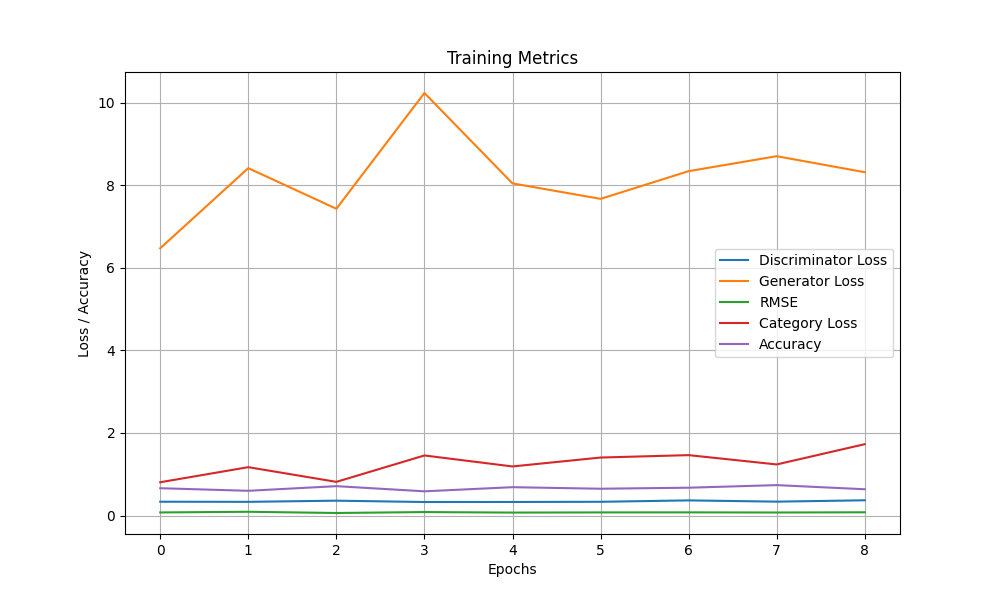 Training Metrics
10
8
6
4
2
0
Loss / Accuracy
Discriminator Loss
Generator Loss
RMSE
Category Loss
Accuracy
0 1 2 3 4 5 6 7 8
Epochs